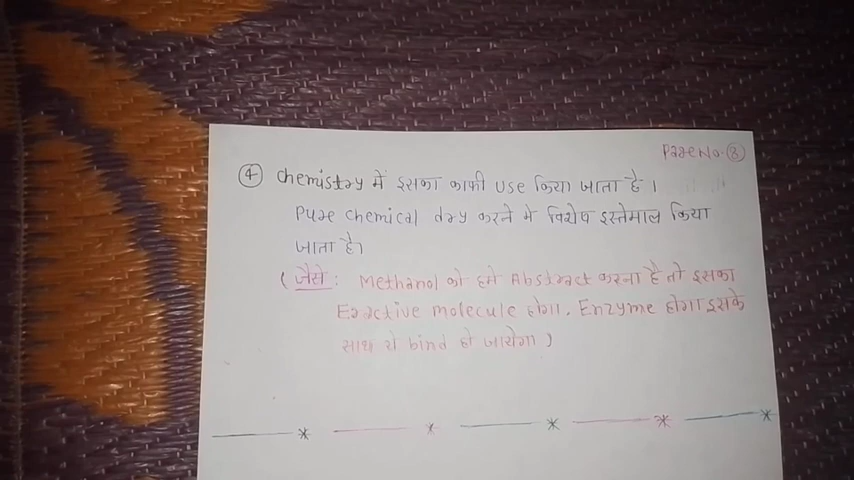 Page No. 8
4 chemistry में इसका काफी use किया जाता है।
Pure chemical dry करने में विशेष इस्तेमाल किया
जाता है।
(जैसे: Methanol को हमे Abstract करना है तो इसका
Exactive molecule होगा. Enzyme होगा इसके
साथ ये bind हो जायेगा)